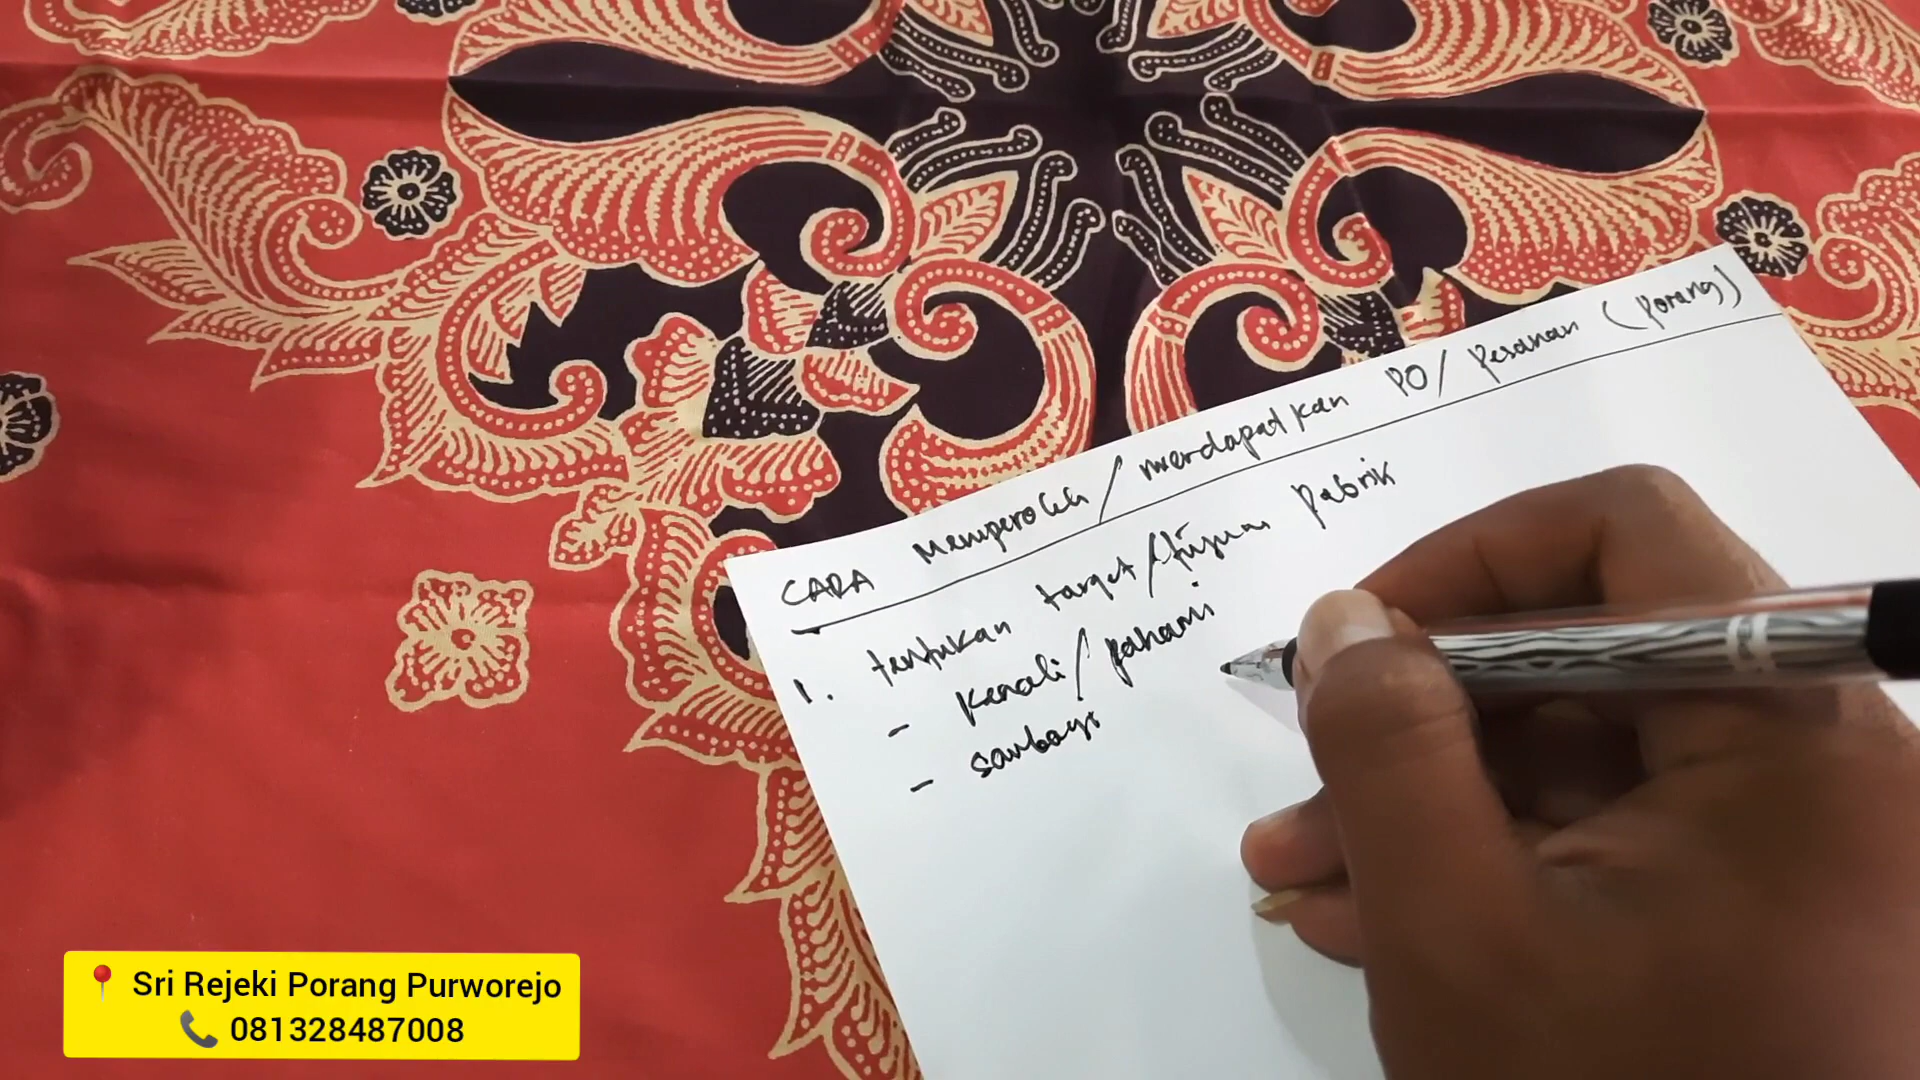 CARA Memperoleh/mendapatkan PO/pesanan (porang)
1. tentukan target/tujuan Pabrik
- Kenali/pahami
- sambangi
Sri Rejeki Porang Purworejo
081328487008